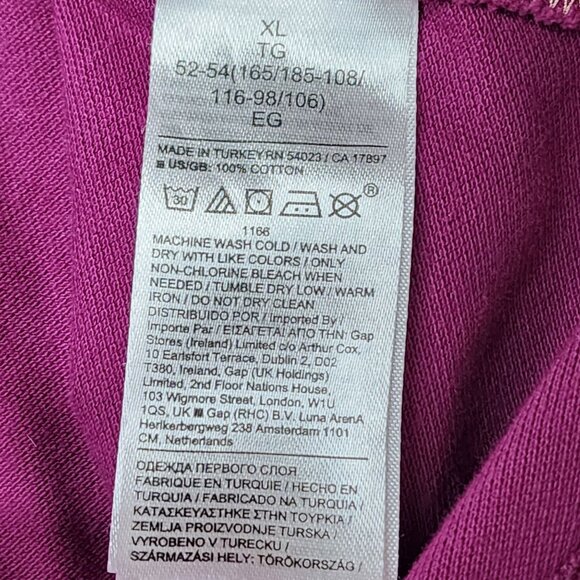 XL
TG
52-54(165/185-108/
116-98/106)
EG
MADE IN TURKEY RN 54023 / CA 17897
US/GB: 100% COTTON
30
®
1166
MACHINE WASH COLD / WASH AND
DRY WITH LIKE COLORS / ONLY
NON-CHLORINE BLEACH WHEN
NEEDED / TUMBLE DRY LOW / WARM
IRON / DO NOT DRY CLEAN
DISTRIBUIDO POR / Imported By /
Importe Par / ΕΙΣΑΓΕΤΑΙ ΑΠΟ ΤΗΝ: Gap
Stores (Ireland) Limited c/o Arthur Cox,
10 Earlsfort Terrace, Dublin 2, D02
T380, Ireland, Gap (UK Holdings)
Limited, 2nd Floor Nations House,
103 Wigmore Street, London, W1U
1QS, UK Gap (RHC) B.V. Luna ArenA
Herikerbergweg 238 Amsterdam 1101
CM, Netherlands
ОДЕЖДА ПЕРВОГО СЛОЯ
FABRIQUE EN TURQUIE / HECHO EN
TURQUIA / FABRICADO NA TURQUIA /
ΚΑΤΑΣΚΕΥΑΣΤΗΚΕ ΣΤΗΝ ΤΟΥΡΚΙΑ /
ZEMLJA PROIZVODNJE TURSKA /
VYROBENO V TURECKU /
SZÁRMAZÁSI HELY: TÖRÖKORSZÁG /